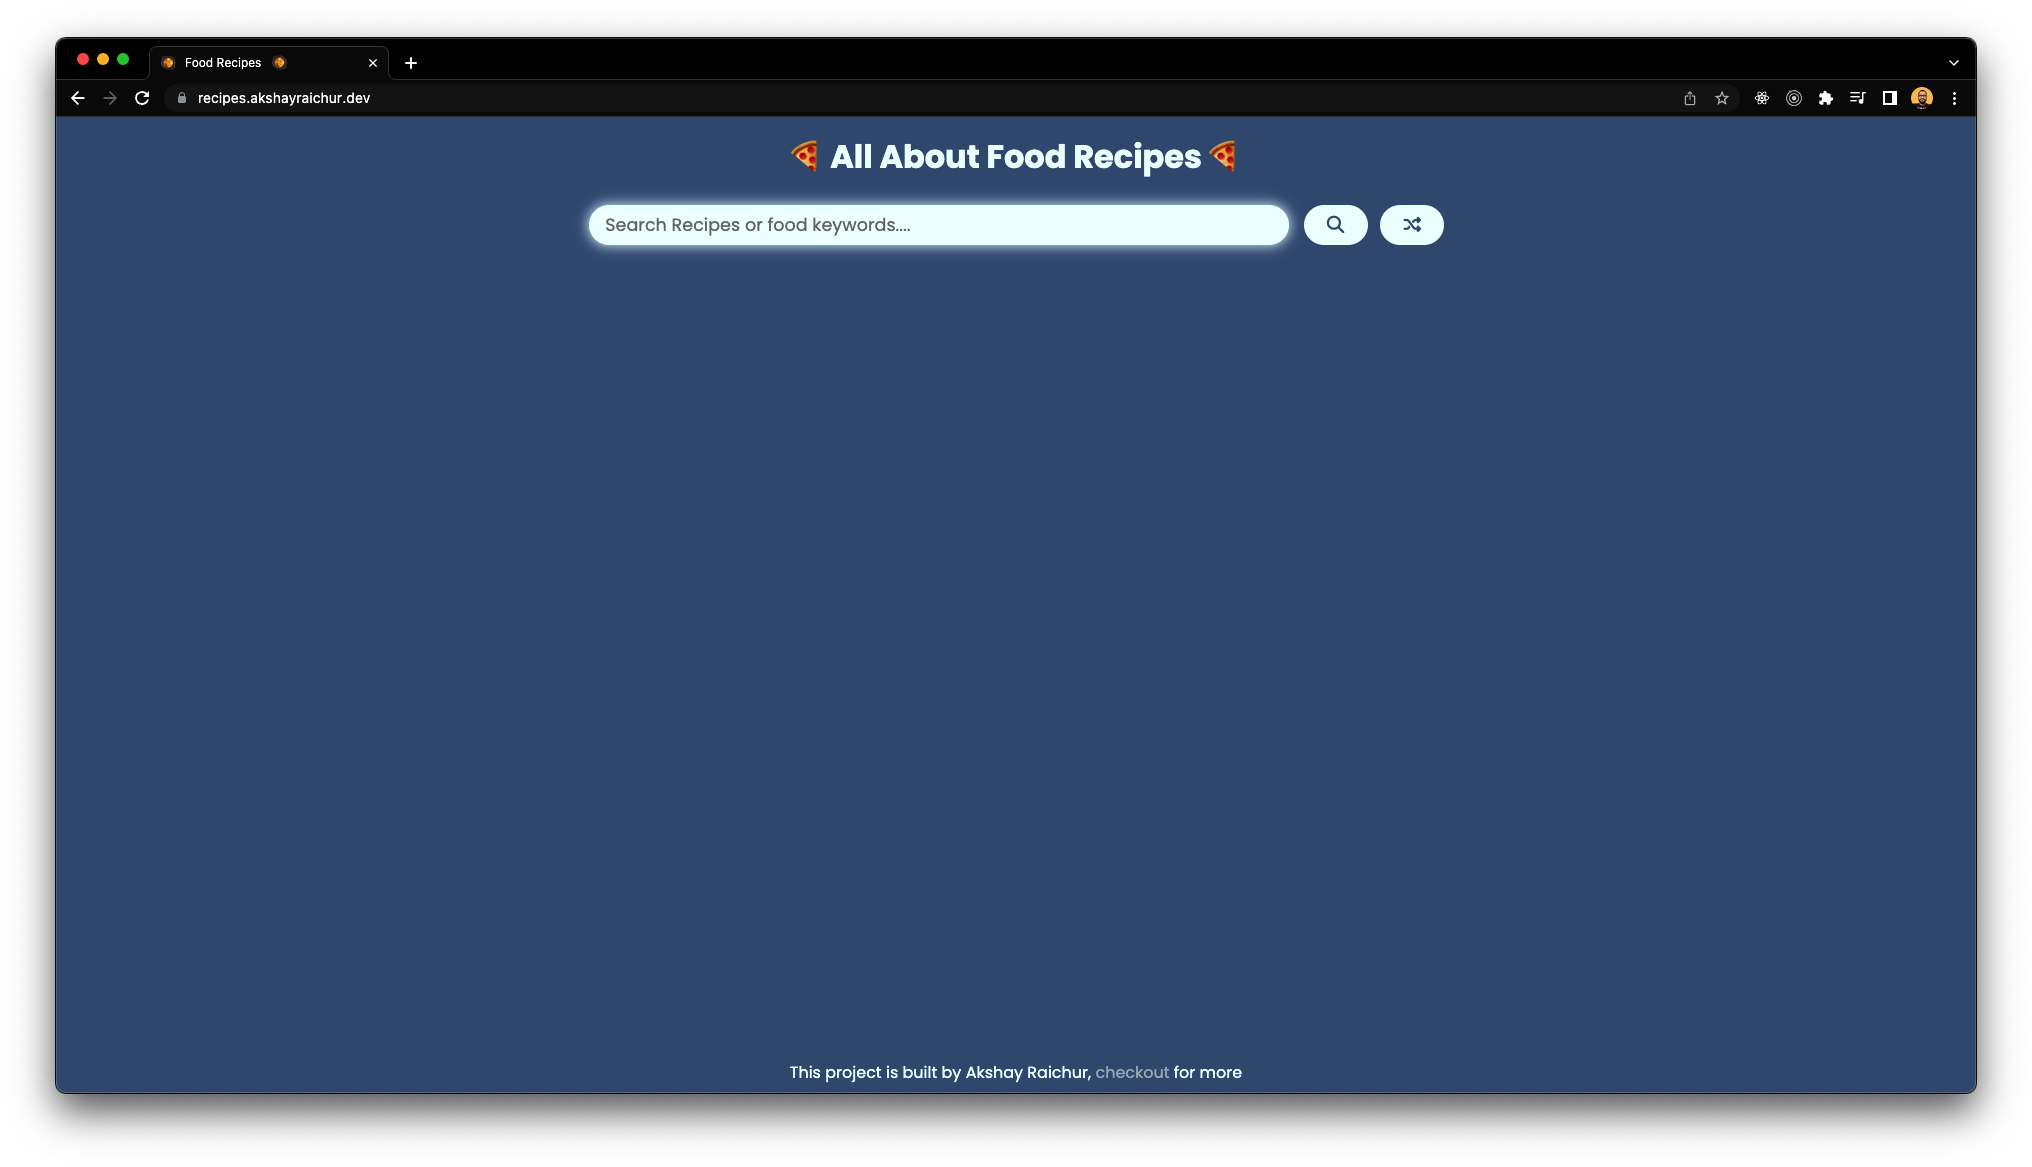 Food Recipes
recipes.akshayraichur.dev
All About Food Recipes
Search Recipes or food keywords....
This project is built by Akshay Raichur, checkout for more